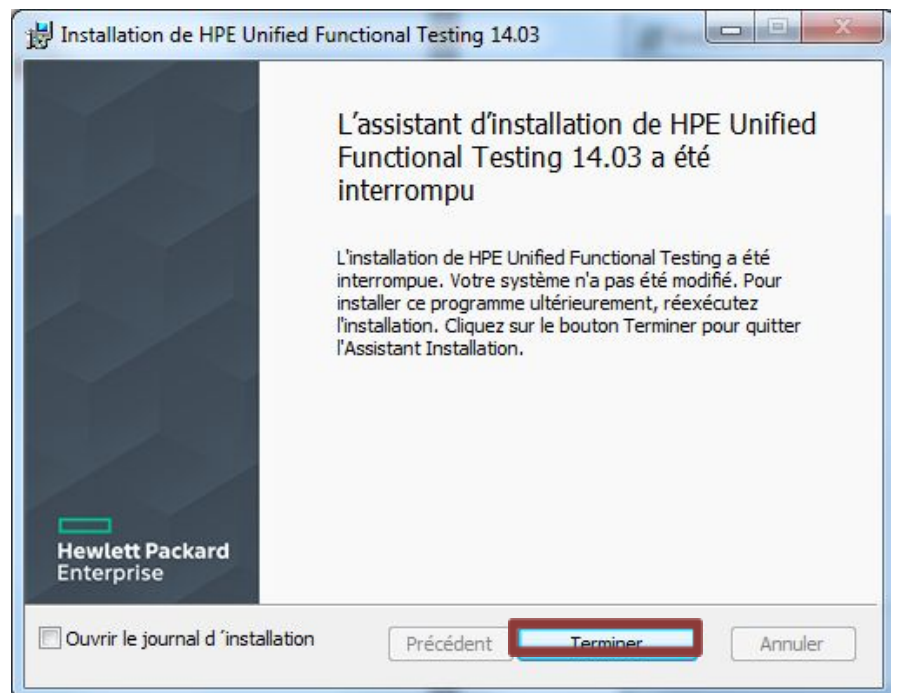 Installation de HPE Unified Functional Testing 14.03
L'assistant d'installation de HPE Unified
Functional Testing 14.03 a été
interrompu
L'installation de HPE Unified Functional Testing a été
interrompue. Votre système n'a pas été modifié. Pour
installer ce programme ultérieurement, réexécutez
l'installation. Cliquez sur le bouton Terminer pour quitter
l'Assistant Installation.
Hewlett Packard
Enterprise
Ouvrir le journal d ´installation
Précédent
Terminer
Annuler